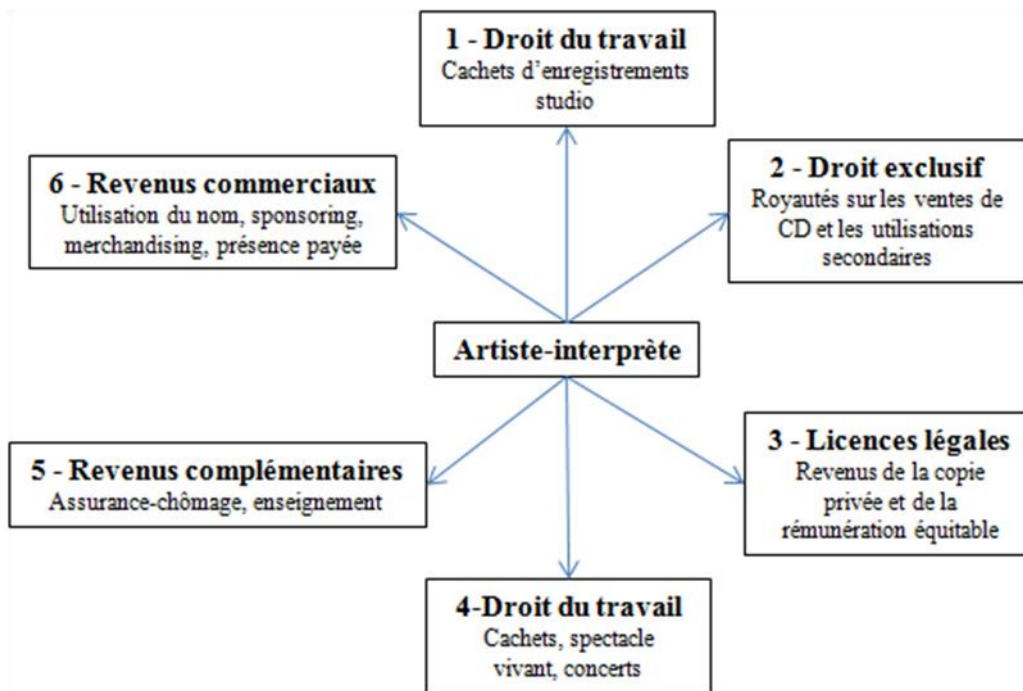 1 - Droit du travail
Cachets d'enregistrements
studio
6 - Revenus commerciaux
Utilisation du nom, sponsoring,
merchandising, présence payée
2 - Droit exclusif
Royautés sur les ventes de
CD et les utilisations
secondaires
Artiste-interprète
5 - Revenus complémentaires
Assurance-chômage, enseignement
3 - Licences légales
Revenus de la copie
privée et de la
rémunération équitable
4-Droit du travail
Cachets, spectacle
vivant, concerts